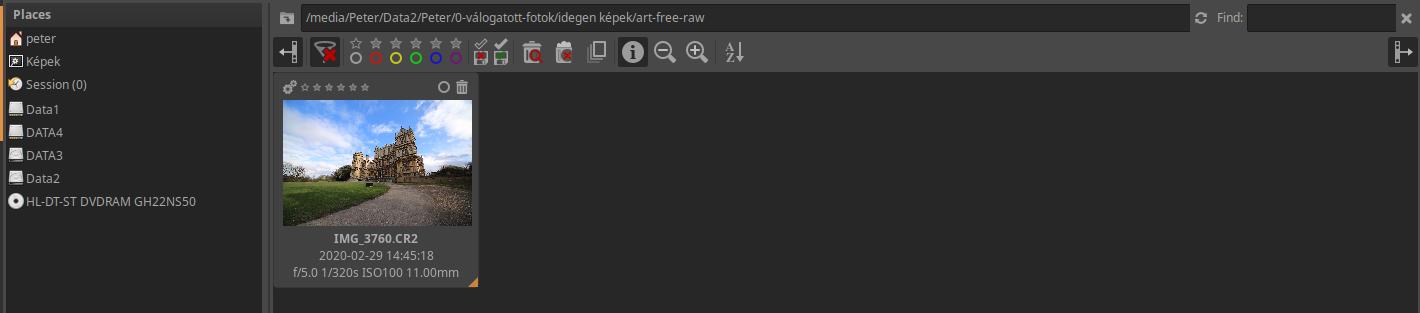 Places
peter
Képek
Session (0)
Data1
DATA4
DATA3
Data2
HL-DT-ST DVDRAM GH22NS50
/media/Peter/Data2/Peter/0-válogatott-fotok/idegen képek/art-free-raw
Find:
A
Z
IMG_3760.CR2
2020-02-29 14:45:18
f/5.0 1/320s ISO100 11.00mm